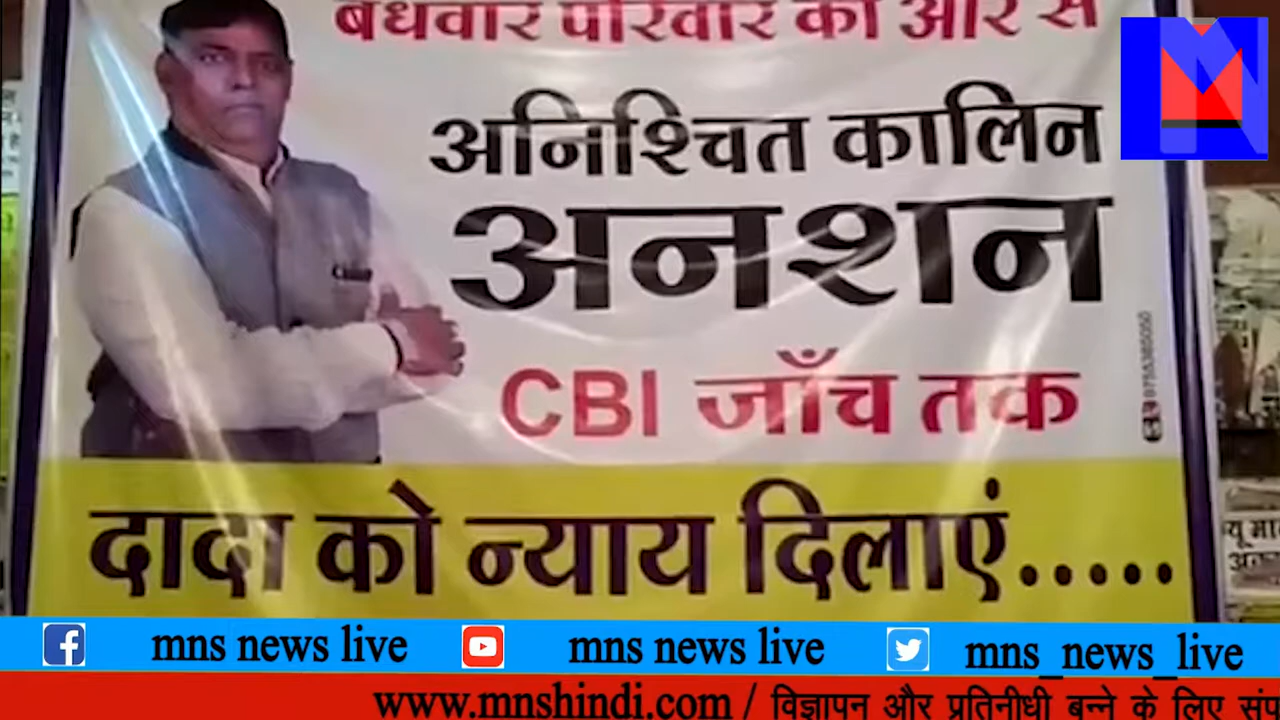 बंधवार परिवार की ओर से
अनिश्चित कालिन
अनशन
CBI जाँच तक
दादा को न्याय दिलाएं.....
mns news live
mns news live
mns_news_live
www.mnshindi.com / विज्ञापन और प्रतिनीधी बन्ने के लिए संप